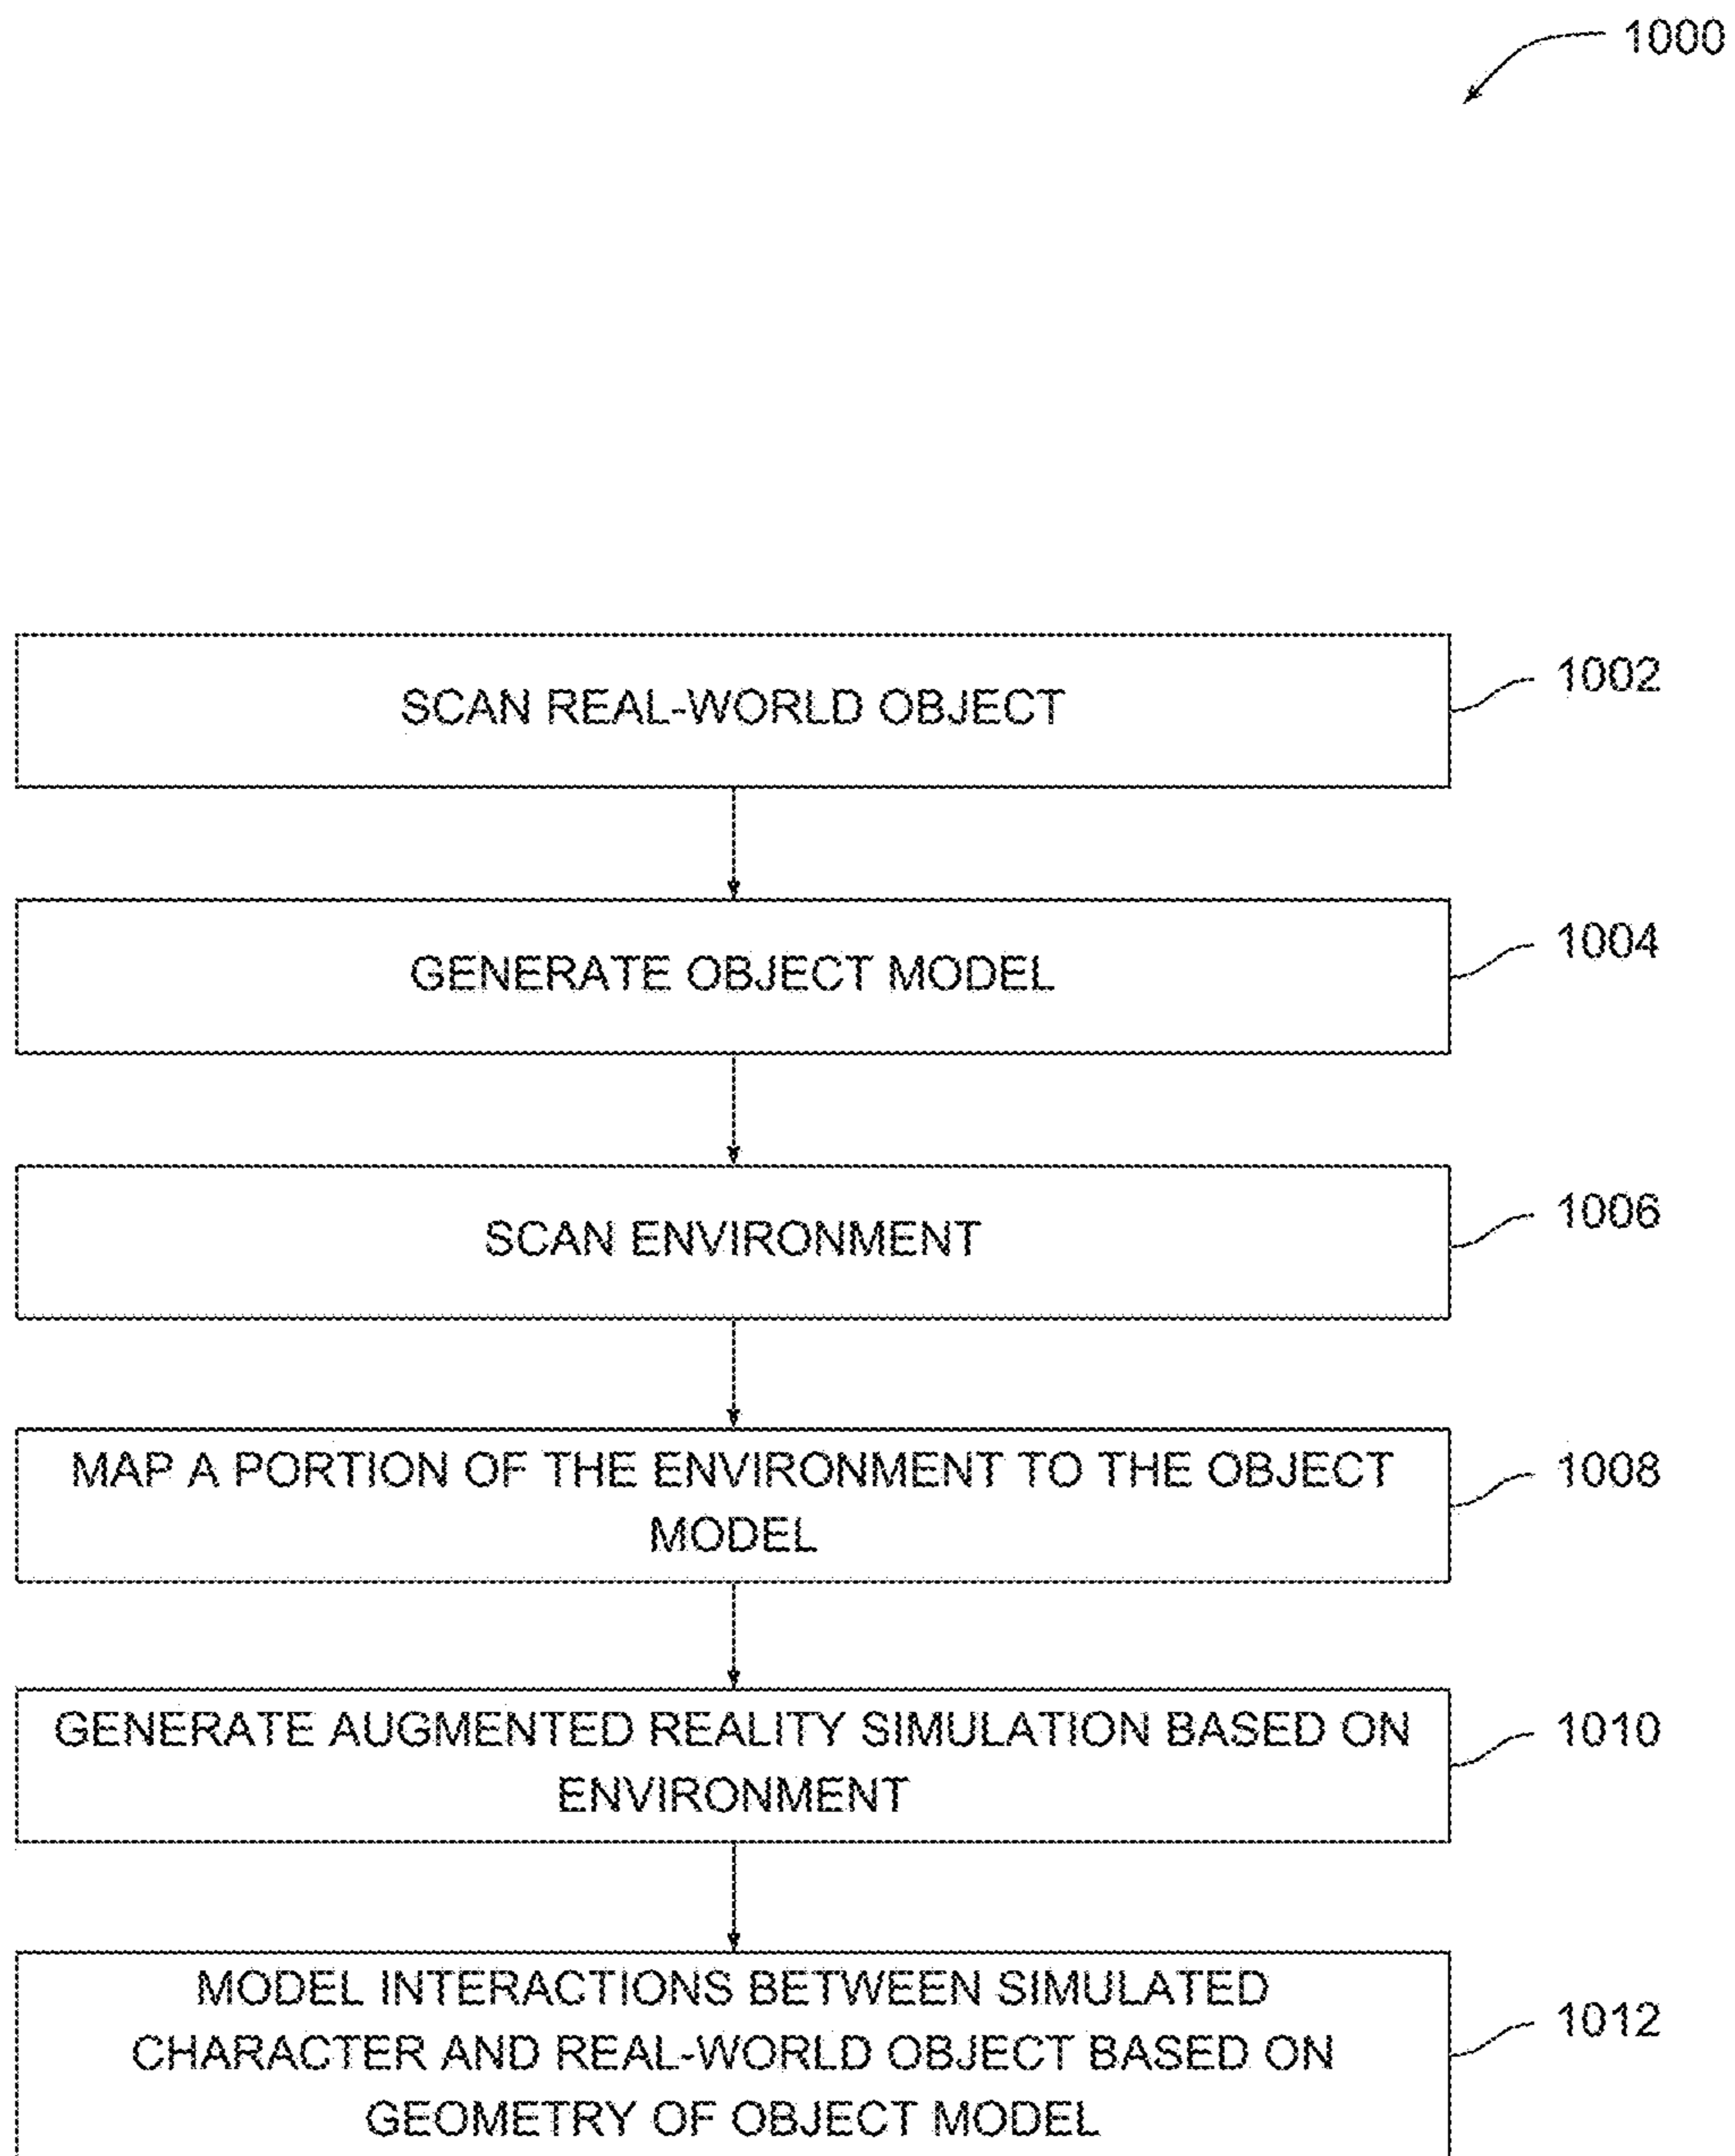 1000
SCAN REAL-WORLD OBJECT
1002
GENERATE OBJECT MODEL
1004
SCAN ENVIRONMENT
1006
MAP A PORTION OF THE ENVIRONMENT TO THE OBJECT
MODEL
1008
GENERATE AUGMENTED REALITY SIMULATION BASED ON
ENVIRONMENT
1010
MODEL INTERACTIONS BETWEEN SIMULATED
CHARACTER AND REAL-WORLD OBJECT BASED ON
GEOMETRY OF OBJECT MODEL
1012